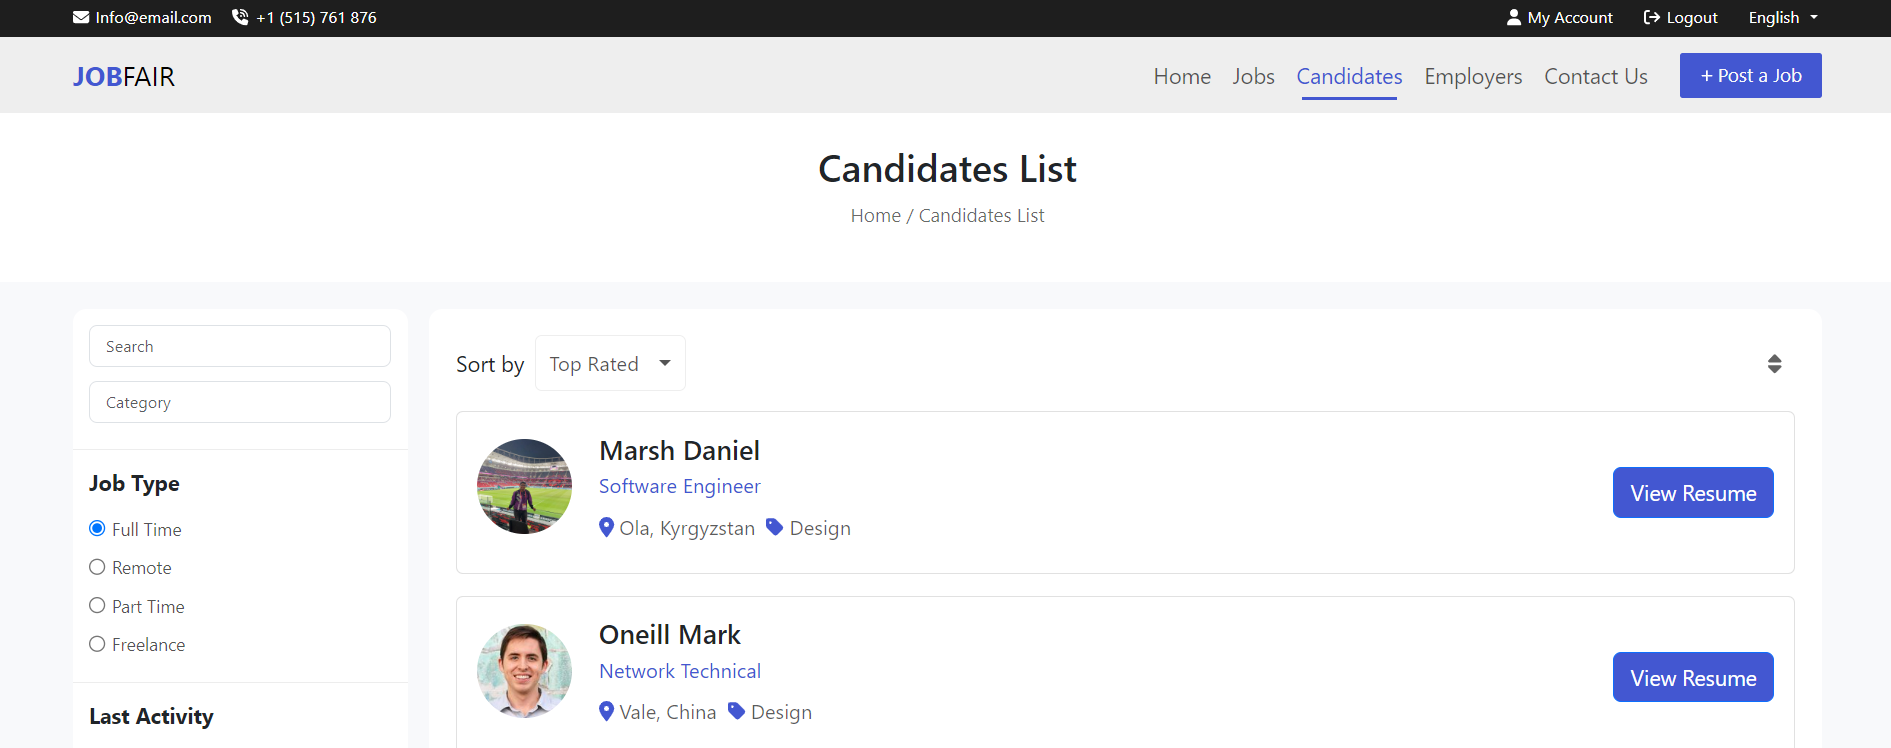 Info@email.com +1 (515) 761 876 My Account Logout English
JOBFAIR Home Jobs Candidates Employers Contact Us + Post a Job
Candidates List
Home / Candidates List
Search
Category
Job Type
Full Time
Remote
Part Time
Freelance
Last Activity
Sort by Top Rated
Marsh Daniel
Software Engineer
Ola, Kyrgyzstan Design
View Resume
Oneill Mark
Network Technical
Vale, China Design
View Resume